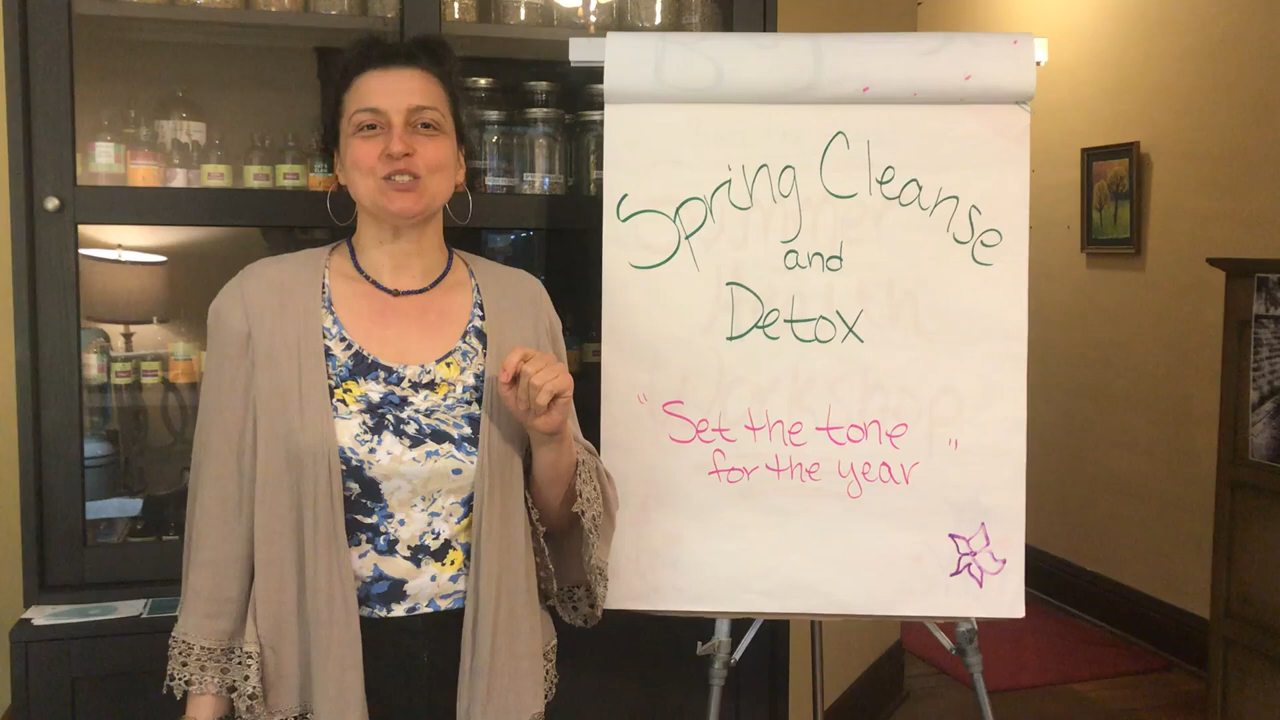 Spring Cleanse
and
Detox
"Set the tone
for the year"